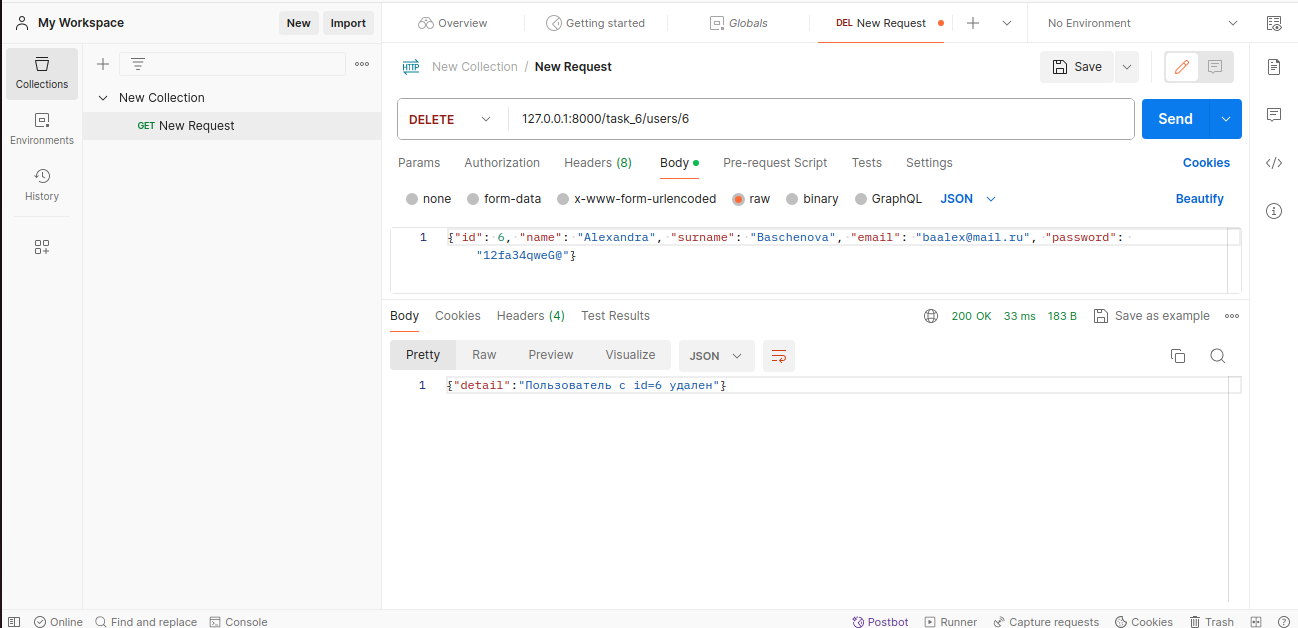 My Workspace New Import Overview Getting started Globals DEL New Request No Environment
Collections
Environments
History
New Collection
GET New Request
HTTP New Collection / New Request Save
DELETE 127.0.0.1:8000/task_6/users/6 Send
Params Authorization Headers (8) Body Pre-request Script Tests Settings Cookies
none form-data x-www-form-urlencoded raw binary GraphQL JSON Beautify
1 {"id": 6, "name": "Alexandra", "surname": "Baschenova", "email": "baalex@mail.ru", "password":
"12fa34qweG@"}
Body Cookies Headers (4) Test Results 200 OK 33 ms 183 B Save as example
Pretty Raw Preview Visualize JSON
1 {"detail":"Пользователь с id=6 удален"}
Online Find and replace Console Postbot Runner Capture requests Cookies Trash